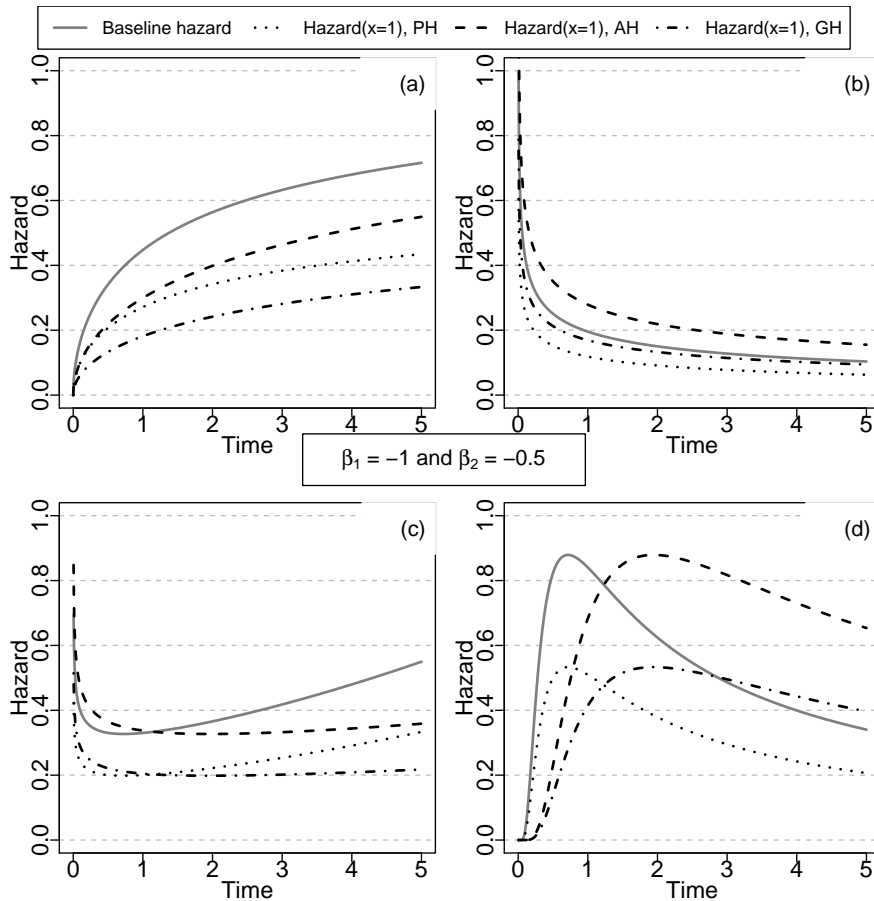 Baseline hazard Hazard(x=1), PH Hazard(x=1), AH Hazard(x=1), GH
(a)
Hazard
0.0 0.2 0.4 0.6 0.8 1.0
0 1 2 3 4 5
Time
(b)
Hazard
0.0 0.2 0.4 0.6 0.8 1.0
0 1 2 3 4 5
Time
β₁ = −1 and β₂ = −0.5
(c)
Hazard
0.0 0.2 0.4 0.6 0.8 1.0
0 1 2 3 4 5
Time
(d)
Hazard
0.0 0.2 0.4 0.6 0.8 1.0
0 1 2 3 4 5
Time